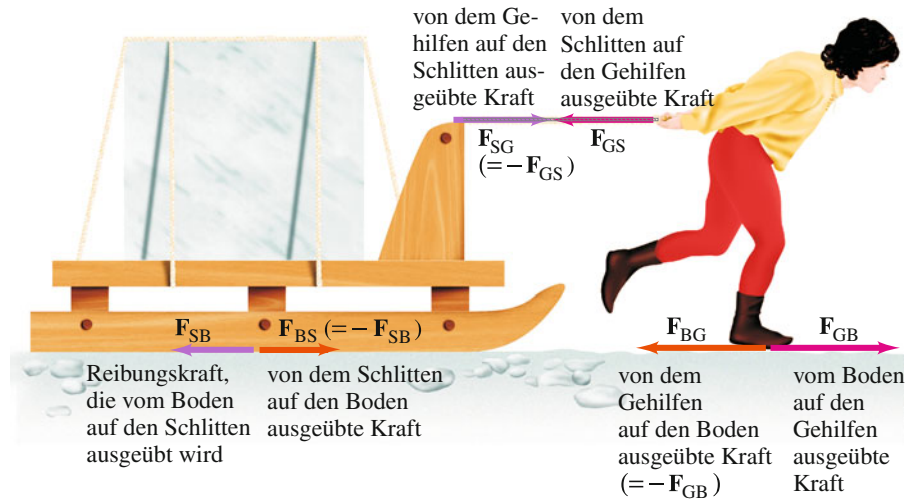 von dem Ge-
hilfen auf den
Schlitten aus-
geübte Kraft
von dem
Schlitten auf
den Gehilfen
ausgeübte Kraft
F_SG
(= − F_GS)
F_GS
F_SB
F_BS (= − F_SB)
Reibungskraft,
die vom Boden
auf den Schlitten
ausgeübt wird
von dem Schlitten
auf den Boden
ausgeübte Kraft
F_BG
F_GB
von dem
Gehilfen
auf den Boden
ausgeübte Kraft
(= − F_GB)
vom Boden
auf den
Gehilfen
ausgeübte
Kraft